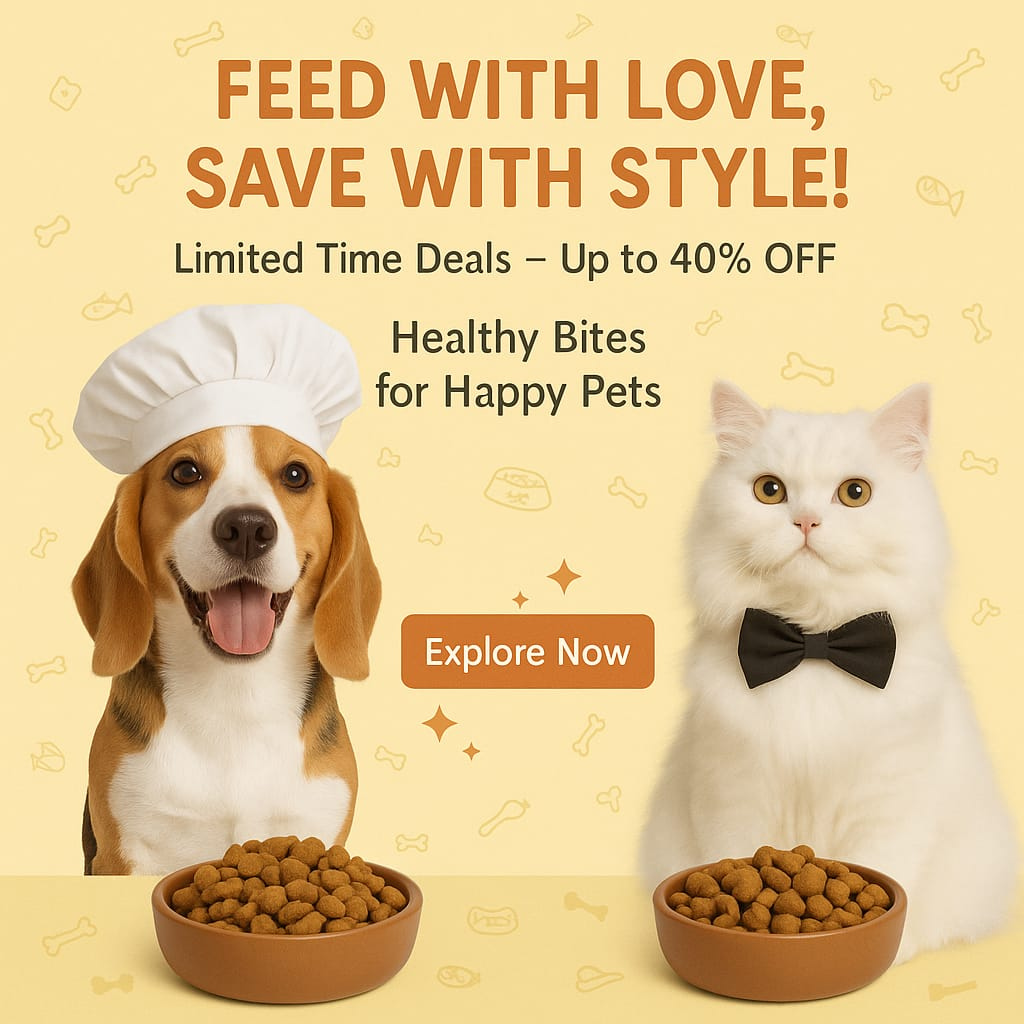 FEED WITH LOVE,
SAVE WITH STYLE!
Limited Time Deals – Up to 40% OFF
Healthy Bites
for Happy Pets
Explore Now